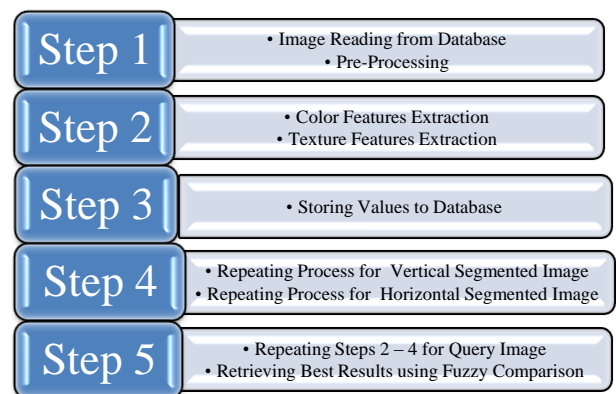 Step 1
• Image Reading from Database
• Pre-Processing
Step 2
• Color Features Extraction
• Texture Features Extraction
Step 3
• Storing Values to Database
Step 4
• Repeating Process for Vertical Segmented Image
• Repeating Process for Horizontal Segmented Image
Step 5
• Repeating Steps 2 – 4 for Query Image
• Retrieving Best Results using Fuzzy Comparison